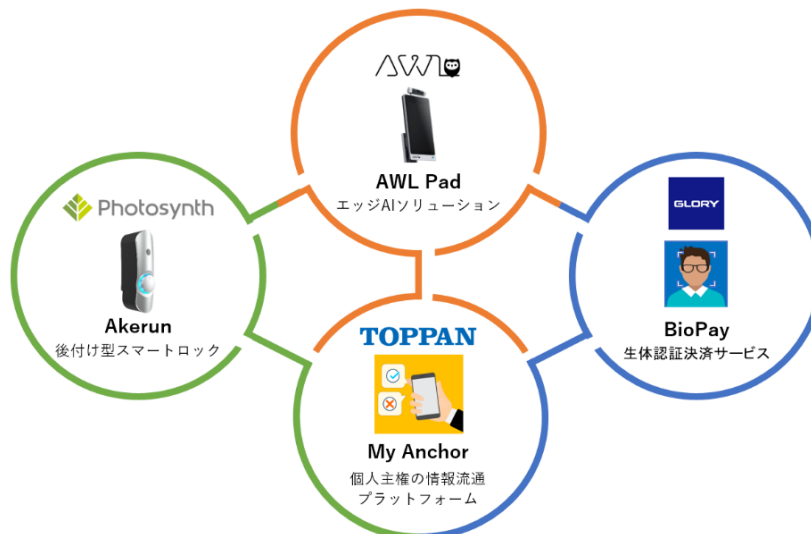 AWL
AWL Pad
エッジAIソリューション
Photosynth
Akerun
後付け型スマートロック
GLORY
BioPay
生体認証決済サービス
TOPPAN
My Anchor
個人主権の情報流通
プラットフォーム